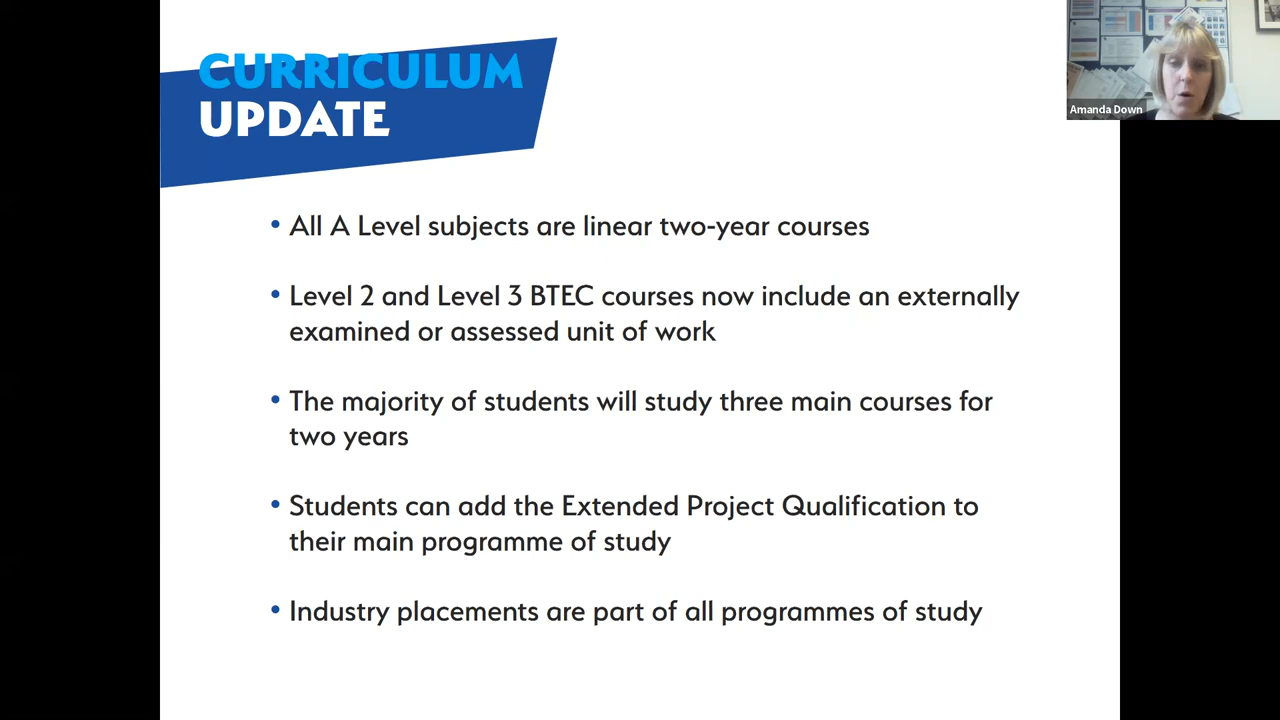 CURRICULUM
UPDATE
Amanda Down
• All A Level subjects are linear two-year courses
• Level 2 and Level 3 BTEC courses now include an externally
examined or assessed unit of work
• The majority of students will study three main courses for
two years
• Students can add the Extended Project Qualification to
their main programme of study
• Industry placements are part of all programmes of study